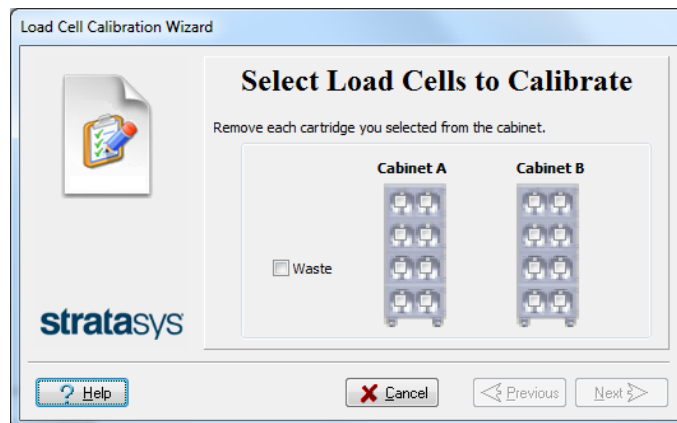 Load Cell Calibration Wizard
Select Load Cells to Calibrate
Remove each cartridge you selected from the cabinet.
Cabinet A Cabinet B
Waste
stratasys
? Help Cancel Previous Next